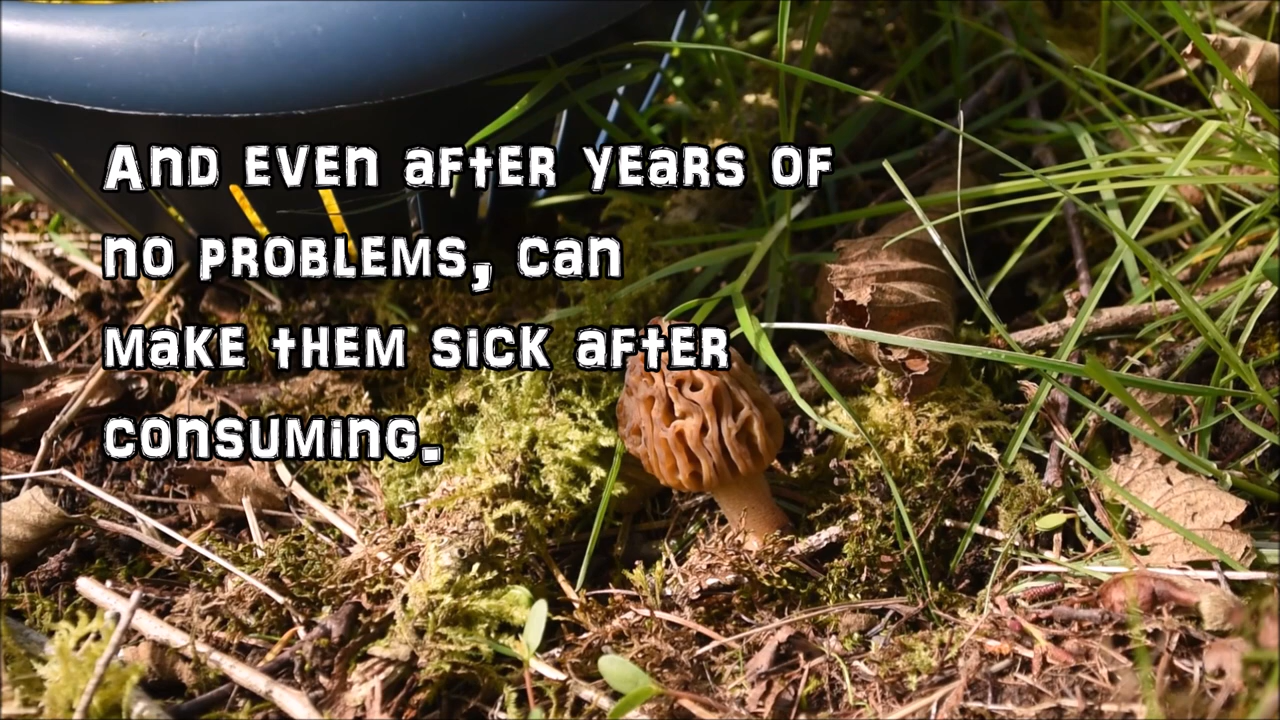 And even after years of
no problems, can
make them sick after
consuming.